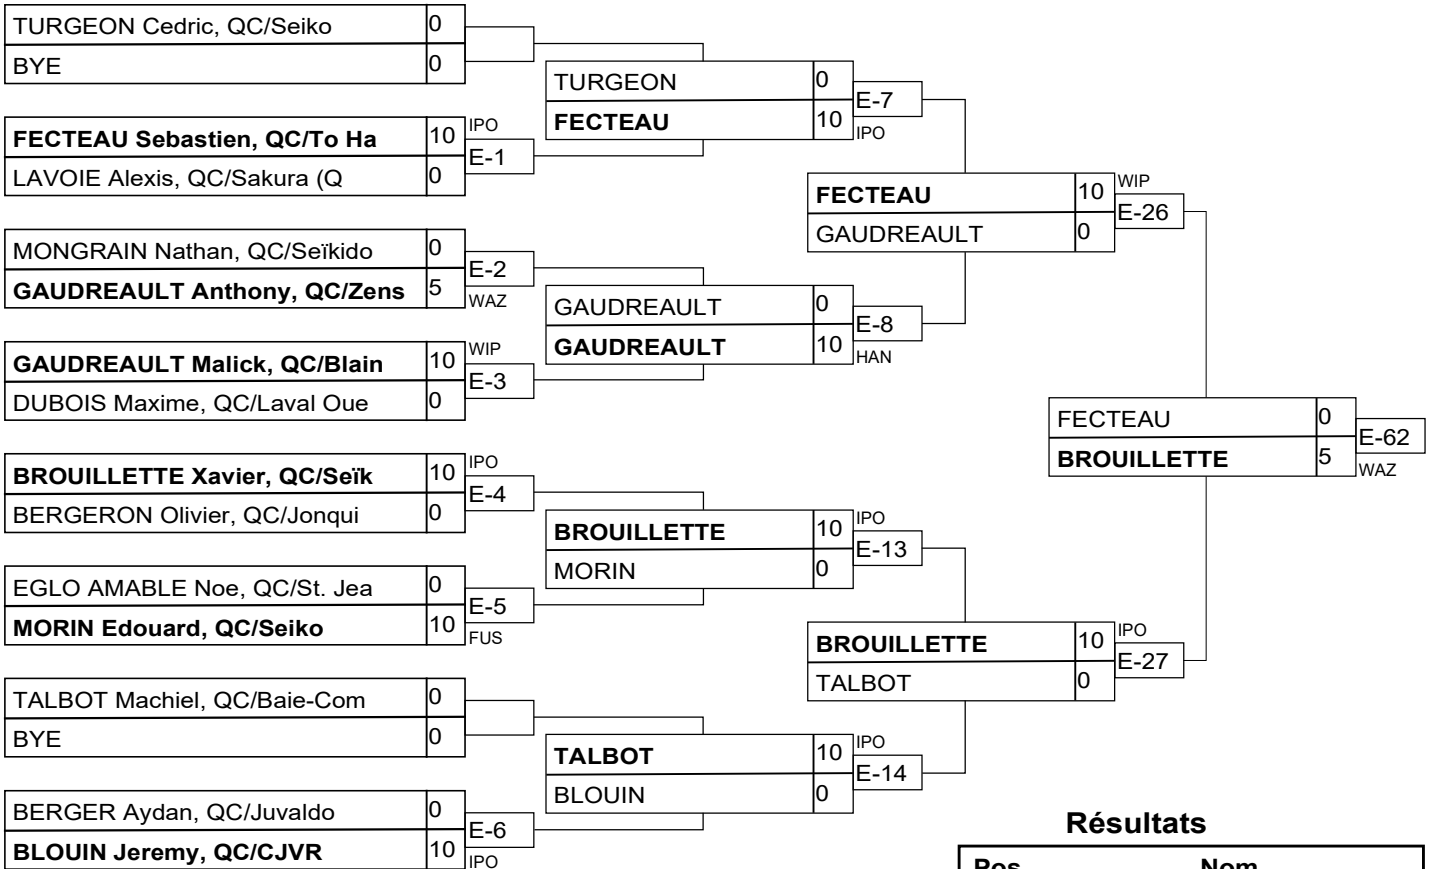 TURGEON Cedric, QC/Seiko 0
BYE 0
FECTEAU Sebastien, QC/To Ha 10 IPO
E-1
LAVOIE Alexis, QC/Sakura (Q 0
MONGRAIN Nathan, QC/Seïkido 0
E-2
GAUDREAULT Anthony, QC/Zens 5 WAZ
GAUDREAULT Malick, QC/Blain 10 WIP
E-3
DUBOIS Maxime, QC/Laval Oue 0
BROUILLETTE Xavier, QC/Seïk 10 IPO
E-4
BERGERON Olivier, QC/Jonqui 0
EGLO AMABLE Noe, QC/St. Jea 0
E-5
MORIN Edouard, QC/Seiko 10 FUS
TALBOT Machiel, QC/Baie-Com 0
BYE 0
BERGER Aydan, QC/Juvaldo 0
E-6
BLOUIN Jeremy, QC/CJVR 10 IPO
TURGEON 0
E-7
FECTEAU 10 IPO
GAUDREAULT 0
E-8
GAUDREAULT 10 HAN
BROUILLETTE 10 IPO
E-13
MORIN 0
TALBOT 10 IPO
E-14
BLOUIN 0
FECTEAU 10 WIP
E-26
GAUDREAULT 0
BROUILLETTE 10 IPO
E-27
TALBOT 0
FECTEAU 0
E-62
BROUILLETTE 5 WAZ
Résultats
Pos Nom